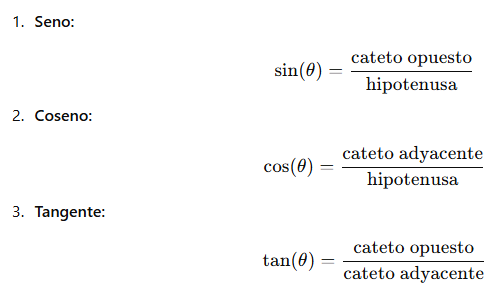 1. Seno:
sin(θ) = cateto opuesto / hipotenusa
2. Coseno:
cos(θ) = cateto adyacente / hipotenusa
3. Tangente:
tan(θ) = cateto opuesto / cateto adyacente